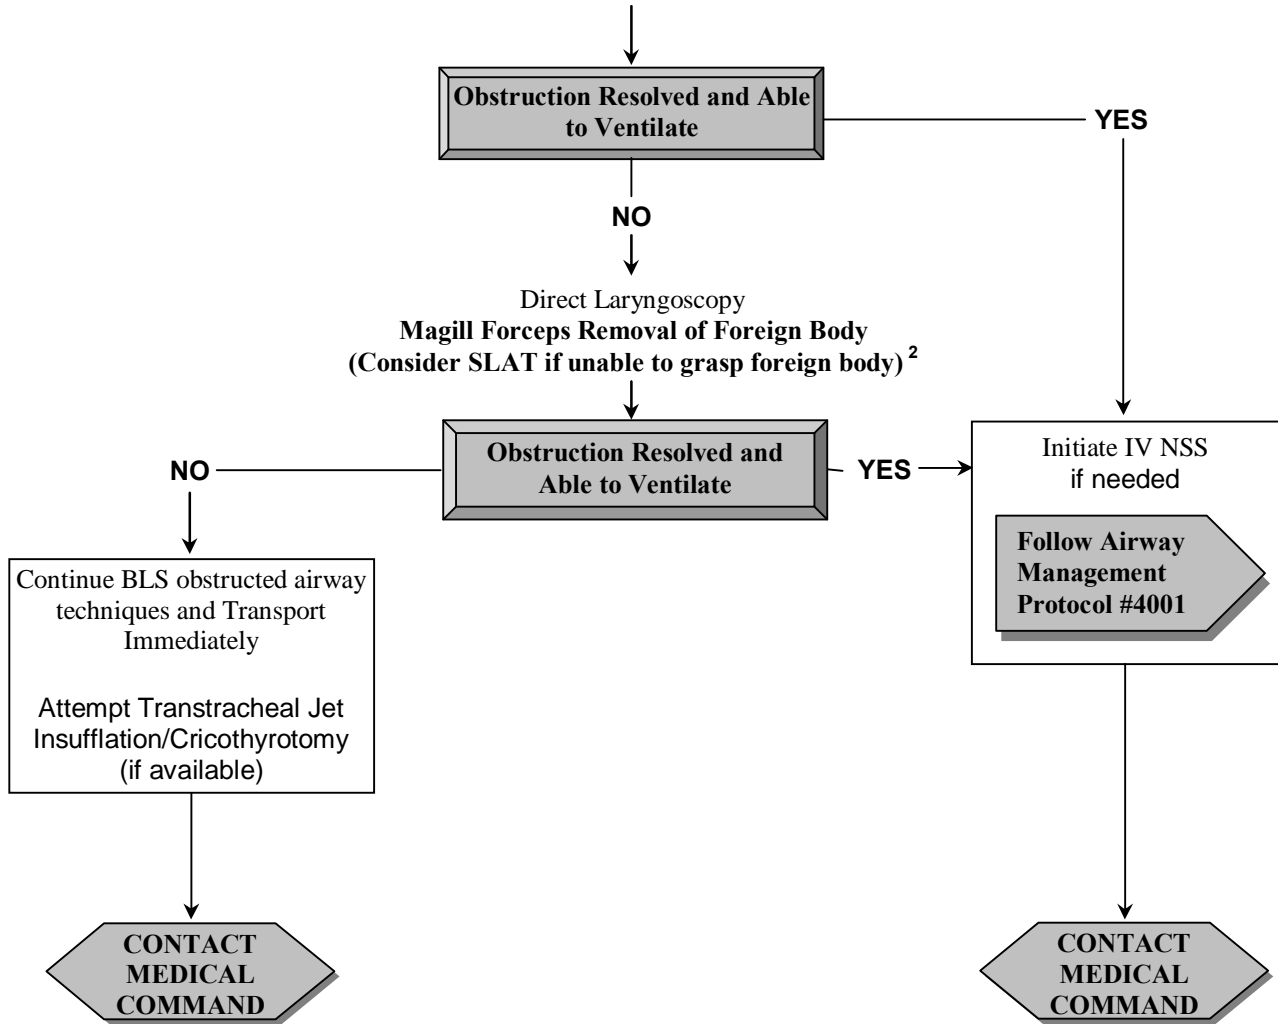 Obstruction Resolved and Able
to Ventilate
YES
NO
Direct Laryngoscopy
Magill Forceps Removal of Foreign Body
(Consider SLAT if unable to grasp foreign body) 2
Obstruction Resolved and
Able to Ventilate
NO
YES
Initiate IV NSS
if needed
Follow Airway
Management
Protocol #4001
Continue BLS obstructed airway
techniques and Transport
Immediately
Attempt Transtracheal Jet
Insufflation/Cricothyrotomy
(if available)
CONTACT
MEDICAL
COMMAND
CONTACT
MEDICAL
COMMAND